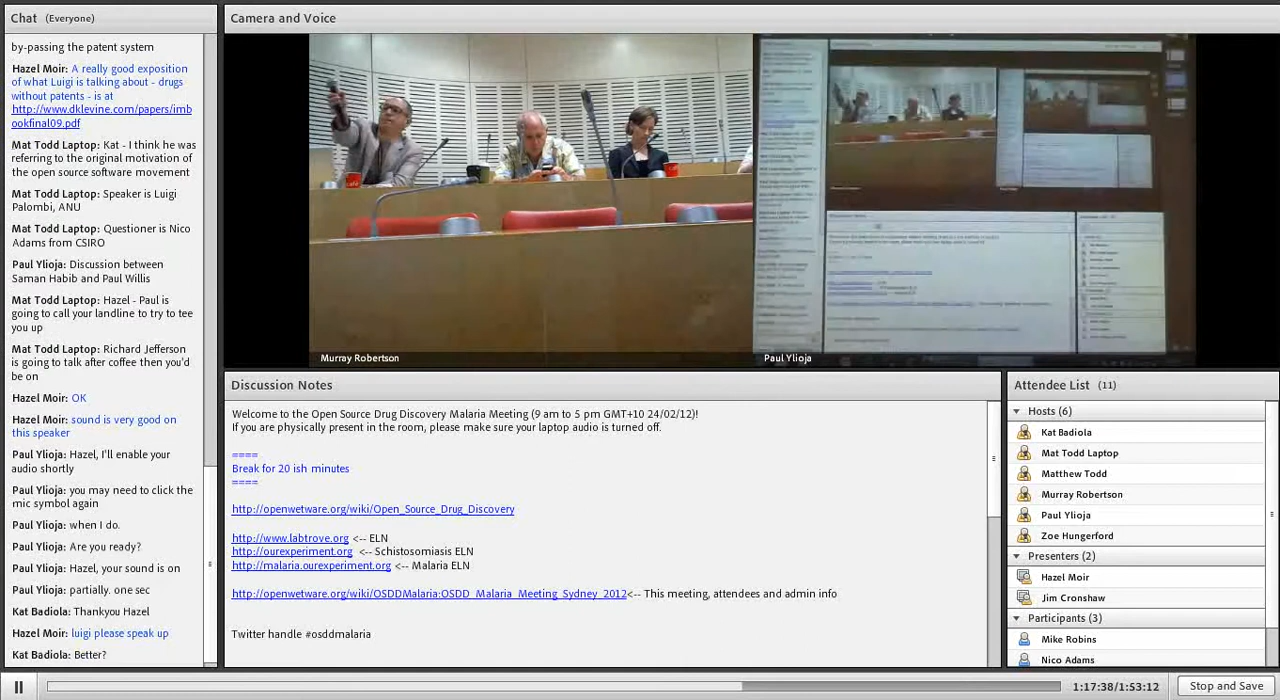 Chat (Everyone)
by-passing the patent system
Hazel Moir: A really good exposition
of what Luigi is talking about - drugs
without patents - is at
http://www.dklevine.com/papers/imb
ookfinal09.pdf
Mat Todd Laptop: Kat - I think he was
referring to the original motivation of
the open source software movement
Mat Todd Laptop: Speaker is Luigi
Palombi, ANU
Mat Todd Laptop: Questioner is Nico
Adams from CSIRO
Paul Ylioja: Discussion between
Saman Habib and Paul Willis
Mat Todd Laptop: Hazel - Paul is
going to call your landline to try to tee
you up
Mat Todd Laptop: Richard Jefferson
is going to talk after coffee then you'd
be on
Hazel Moir: OK
Hazel Moir: sound is very good on
this speaker
Paul Ylioja: Hazel, I'll enable your
audio shortly
Paul Ylioja: you may need to click the
mic symbol again
Paul Ylioja: when I do.
Paul Ylioja: Are you ready?
Paul Ylioja: Hazel, your sound is on
Paul Ylioja: partially. one sec
Kat Badiola: Thankyou Hazel
Hazel Moir: luigi please speak up
Kat Badiola: Better?
Camera and Voice
Murray Robertson
Paul Ylioja
Discussion Notes
Welcome to the Open Source Drug Discovery Malaria Meeting (9 am to 5 pm GMT+10 24/02/12)!
If you are physically present in the room, please make sure your laptop audio is turned off.
====
Break for 20 ish minutes
====
http://openwetware.org/wiki/Open_Source_Drug_Discovery
http://www.labtrove.org <-- ELN
http://ourexperiment.org <-- Schistosomiasis ELN
http://malaria.ourexperiment.org <-- Malaria ELN
http://openwetware.org/wiki/OSDDMalaria:OSDD_Malaria_Meeting_Sydney_2012<-- This meeting, attendees and admin info
Twitter handle #osddmalaria
Attendee List (11)
Hosts (6)
Kat Badiola
Mat Todd Laptop
Matthew Todd
Murray Robertson
Paul Ylioja
Zoe Hungerford
Presenters (2)
Hazel Moir
Jim Cronshaw
Participants (3)
Mike Robins
Nico Adams
1:17:38/1:53:12
Stop and Save